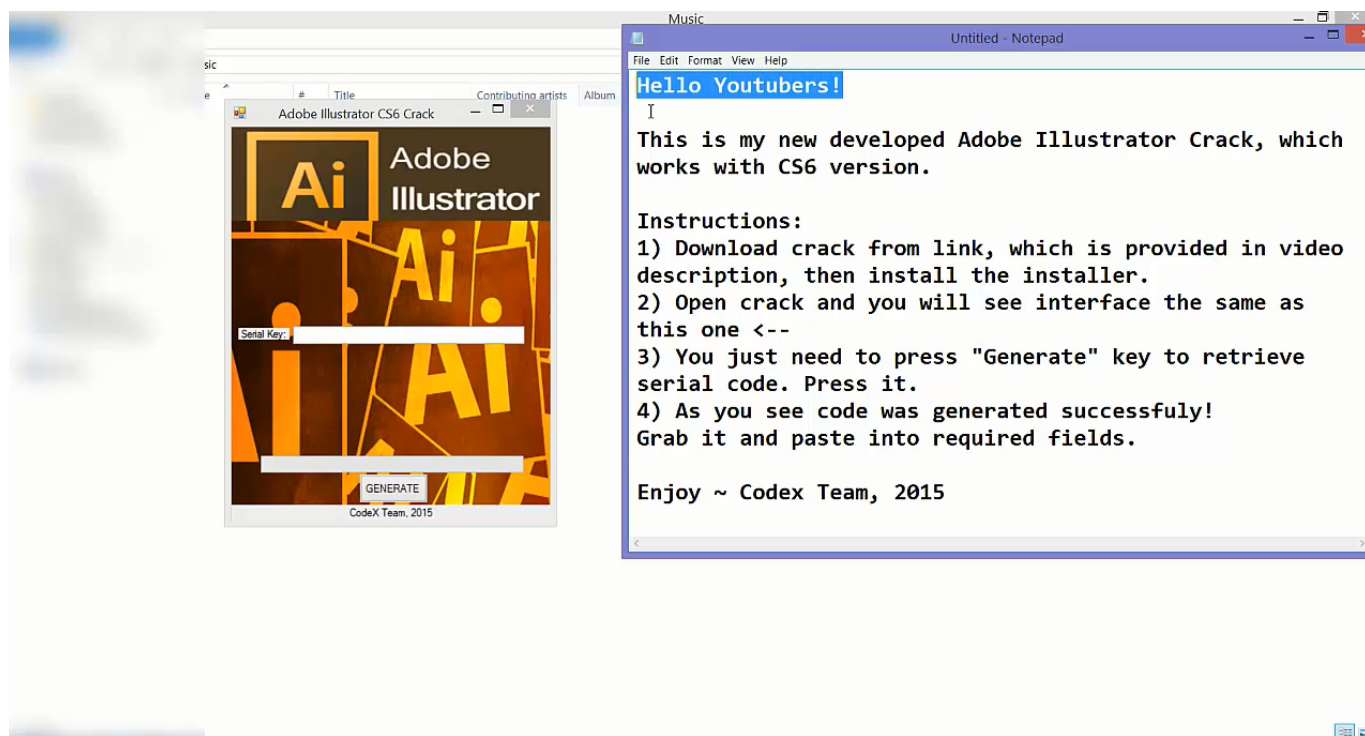 Music
Untitled - Notepad
File Edit Format View Help
sic
e # Title Contributing artists Album
Adobe Illustrator CS6 Crack
Ai Adobe
Illustrator
Ai
Ai
Serial Key:
GENERATE
CodeX Team, 2015
Hello Youtubers!
This is my new developed Adobe Illustrator Crack, which
works with CS6 version.
Instructions:
1) Download crack from link, which is provided in video
description, then install the installer.
2) Open crack and you will see interface the same as
this one <--
3) You just need to press "Generate" key to retrieve
serial code. Press it.
4) As you see code was generated successfuly!
Grab it and paste into required fields.
Enjoy ~ Codex Team, 2015